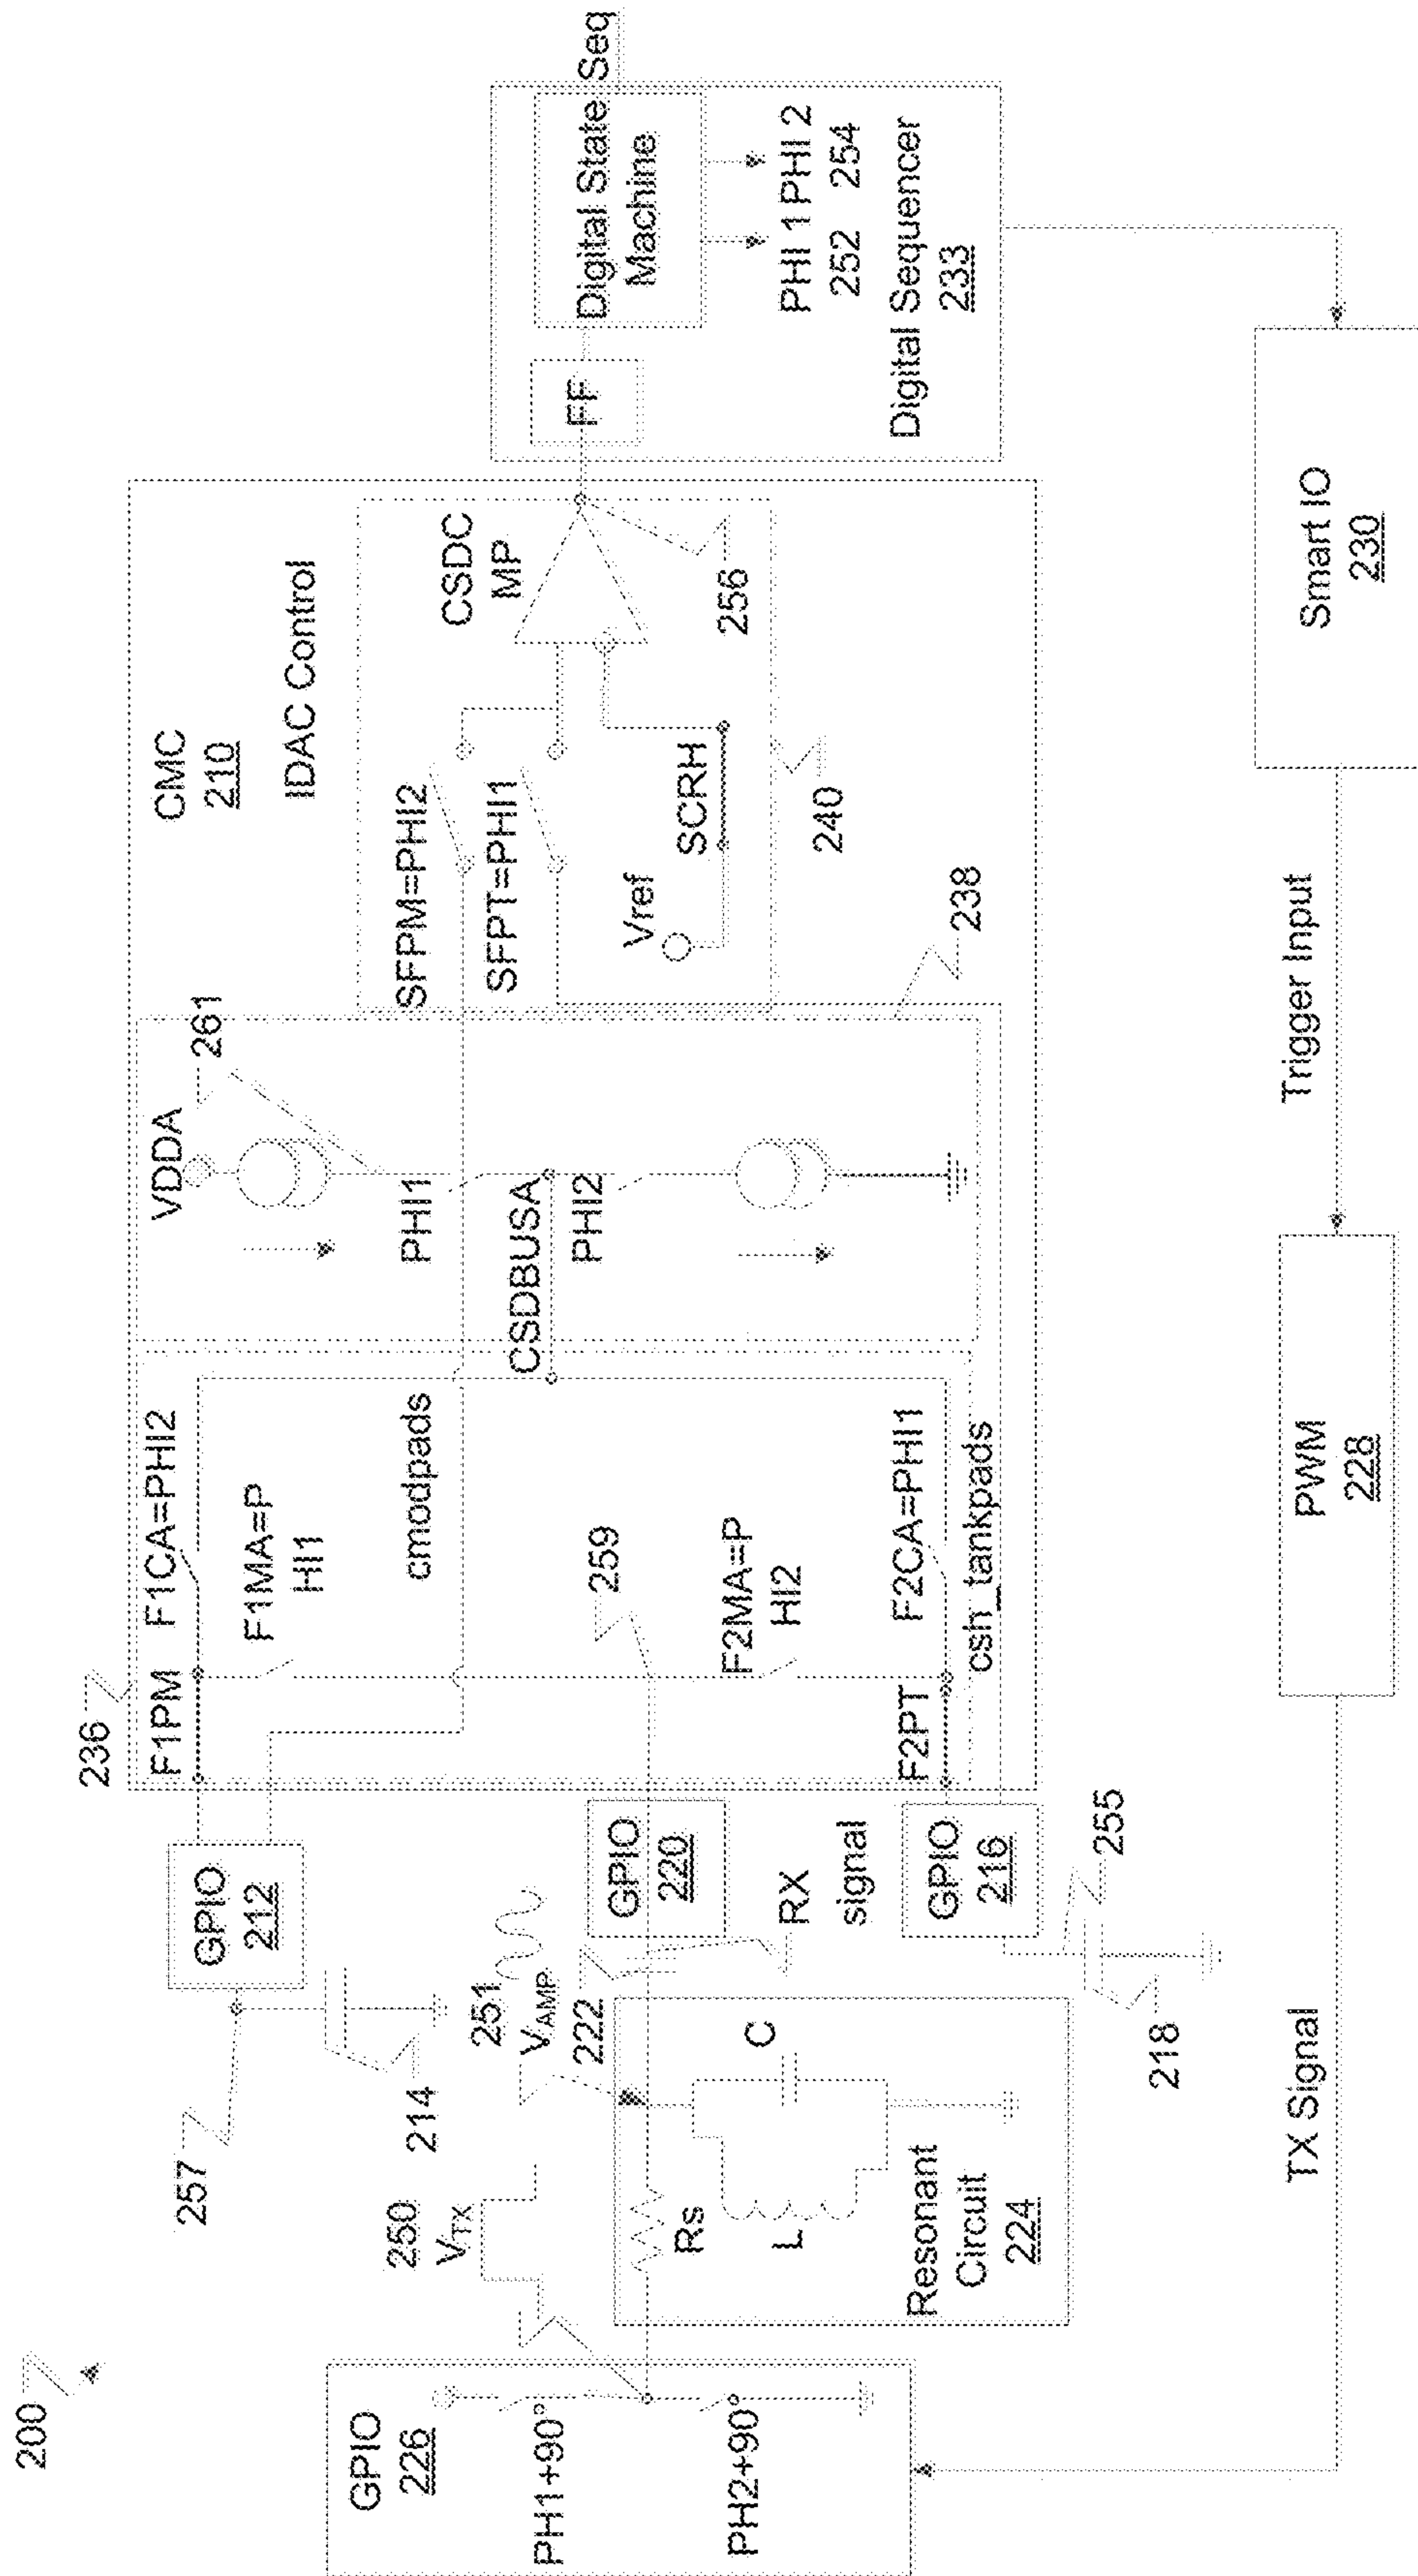 200
GPIO
226
PH1+90°
PH2+90°
250
VTX
251
VAMP
222
RX
signal
Rs
L
C
Resonant
Circuit
224
257
214
GPIO
212
GPIO
220
GPIO
216
255
218
236
F1PM
F1CA=PHI2
F1MA=P
HI1
cmodpads
259
F2MA=P
HI2
F2PT
F2CA=PHI1
csh_tankpads
VDDA
261
PHI1
CSDBUSA
PHI2
238
CMC
210
IDAC Control
SFPM=PHI2
SFPT=PHI1
Vref
SCRH
240
CSDC
MP
256
FF
Digital State
Machine
Seq
PHI 1 PHI 2
252 254
Digital Sequencer
233
Smart IO
230
Trigger Input
PWM
228
TX Signal